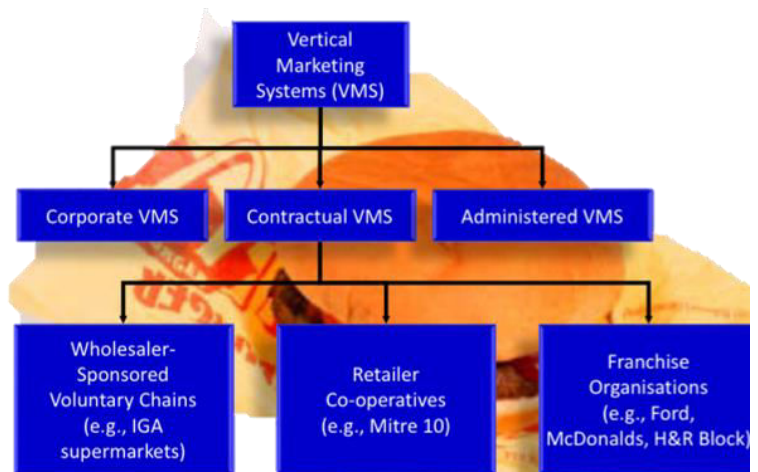 Vertical
Marketing
Systems (VMS)
Corporate VMS
Contractual VMS
Administered VMS
Wholesaler-
Sponsored
Voluntary Chains
(e.g., IGA
supermarkets)
Retailer
Co-operatives
(e.g., Mitre 10)
Franchise
Organisations
(e.g., Ford,
McDonalds, H&R Block)